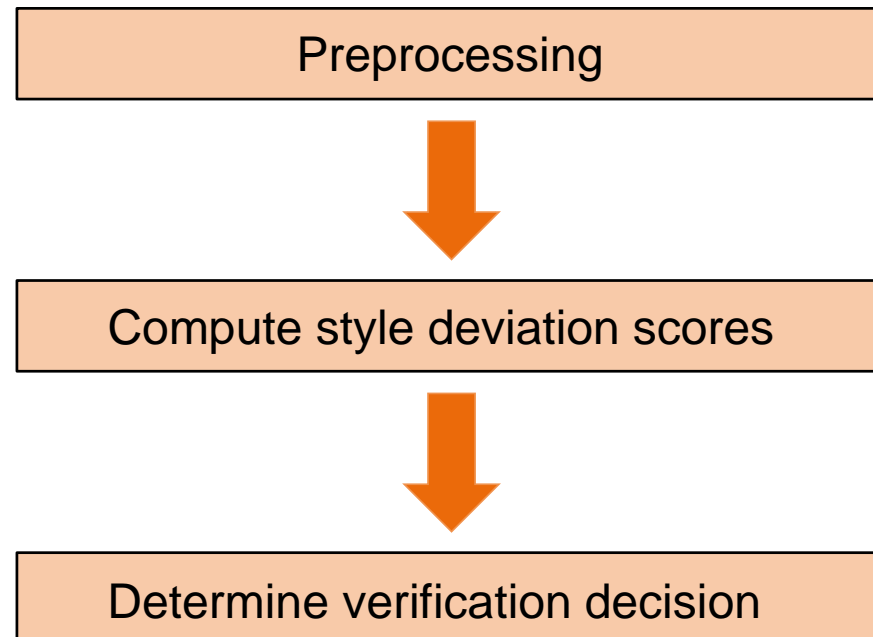 Preprocessing
Compute style deviation scores
Determine verification decision